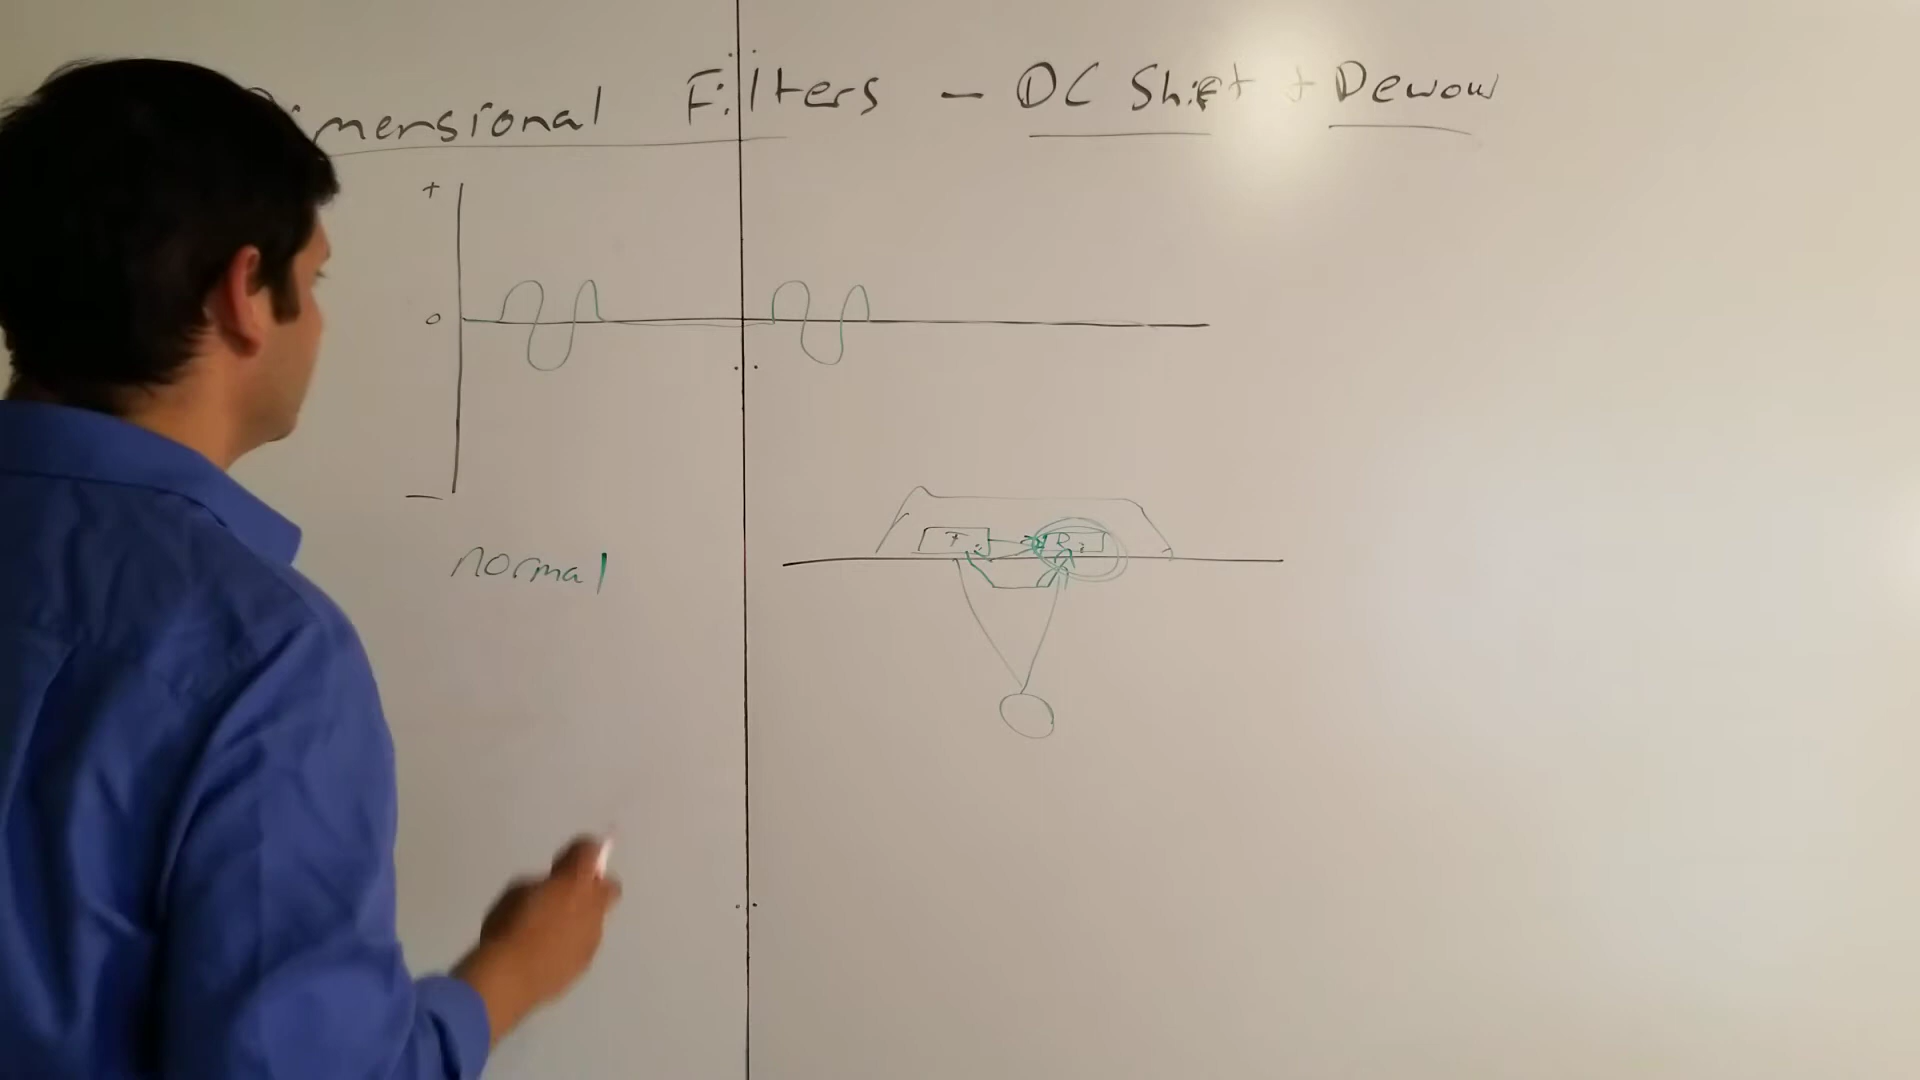 imensional Filters - DC Shift + Dewow
+
0
−
T R
normal